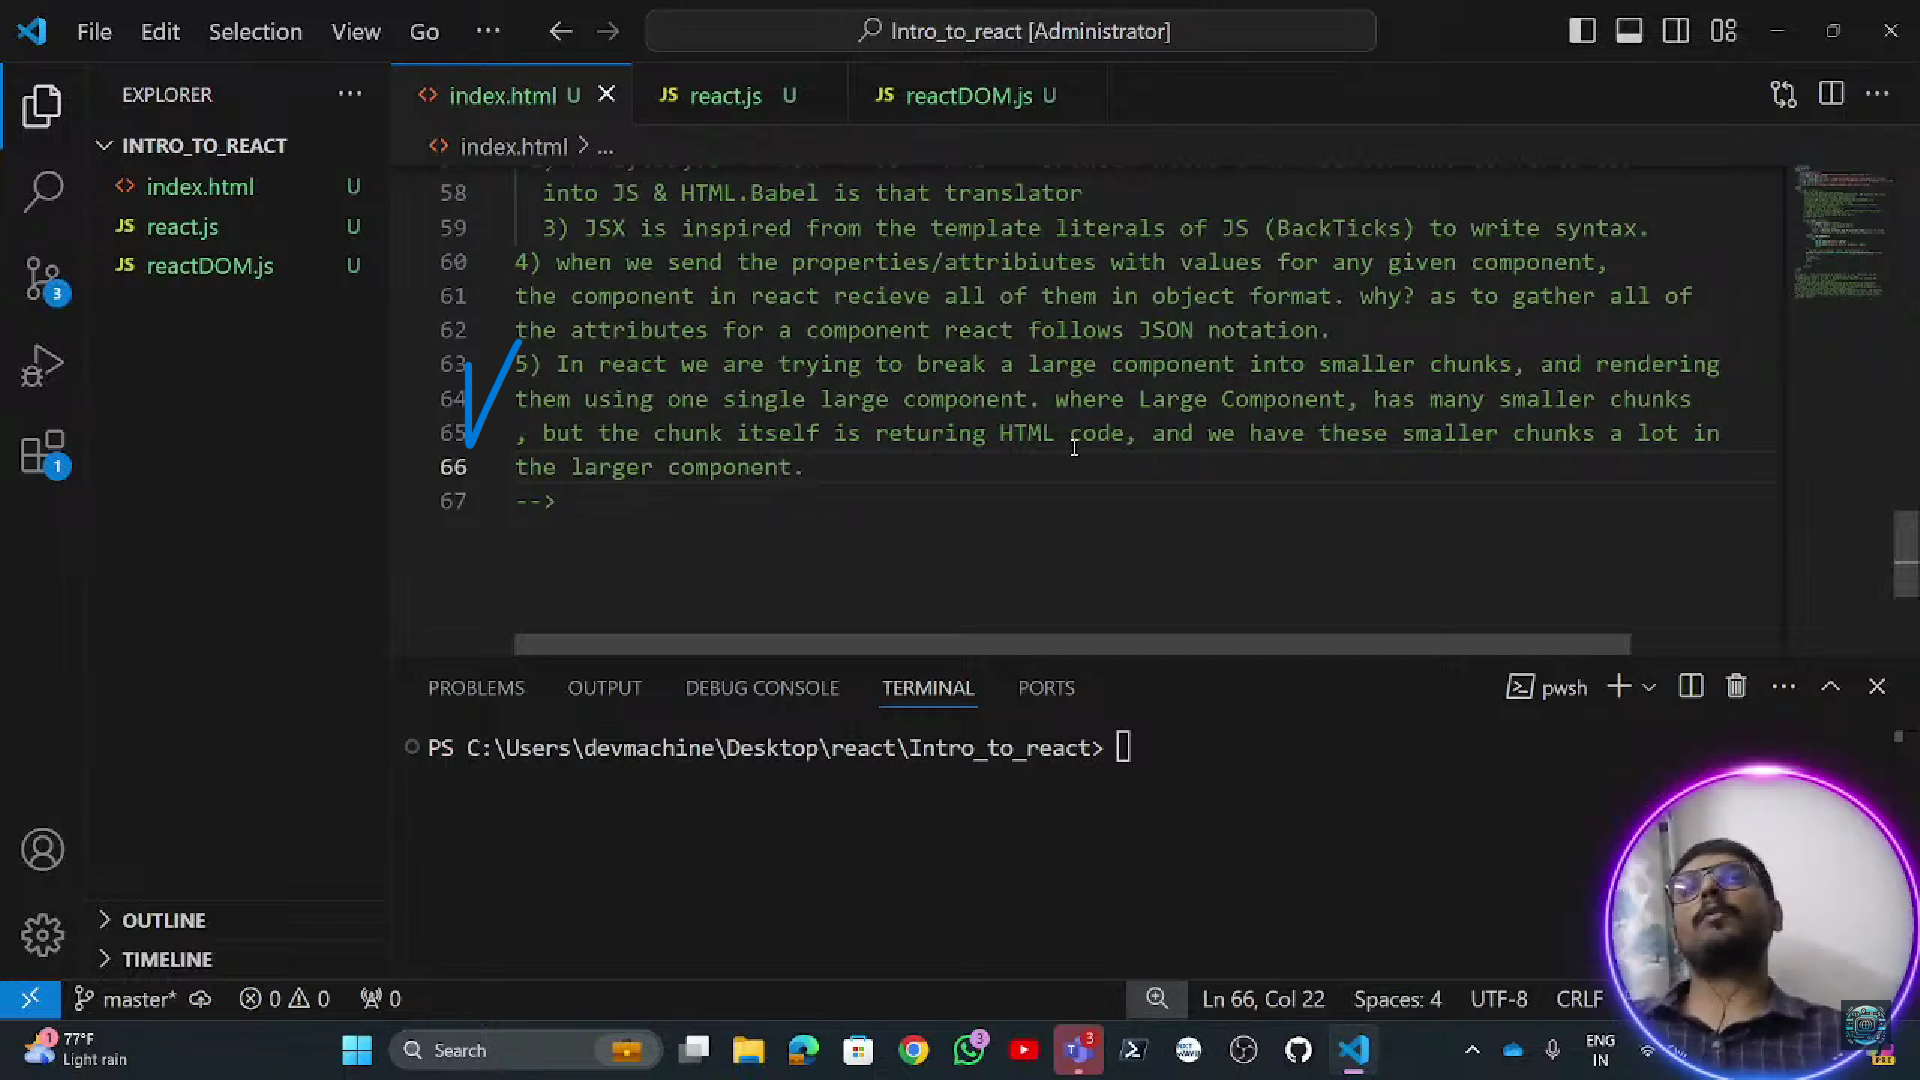 File Edit Selection View Go ··· Intro_to_react [Administrator]
EXPLORER ···
INTRO_TO_REACT
index.html U
react.js U
reactDOM.js U
index.html U react.js U reactDOM.js U
index.html > ...
58 into JS & HTML.Babel is that translator
59 3) JSX is inspired from the template literals of JS (BackTicks) to write syntax.
60 4) when we send the properties/attribiutes with values for any given component,
61 the component in react recieve all of them in object format. why? as to gather all of
62 the attributes for a component react follows JSON notation.
63 5) In react we are trying to break a large component into smaller chunks, and rendering
64 them using one single large component. where Large Component, has many smaller chunks
65 , but the chunk itself is returing HTML code, and we have these smaller chunks a lot in
66 the larger component.
67 -->
PROBLEMS OUTPUT DEBUG CONSOLE TERMINAL PORTS pwsh
PS C:\Users\devmachine\Desktop\react\Intro_to_react>
3
1
OUTLINE
TIMELINE
master* 0 0 0 Ln 66, Col 22 Spaces: 4 UTF-8 CRLF
1 77°F
Light rain
Search
3
3
ENG
IN